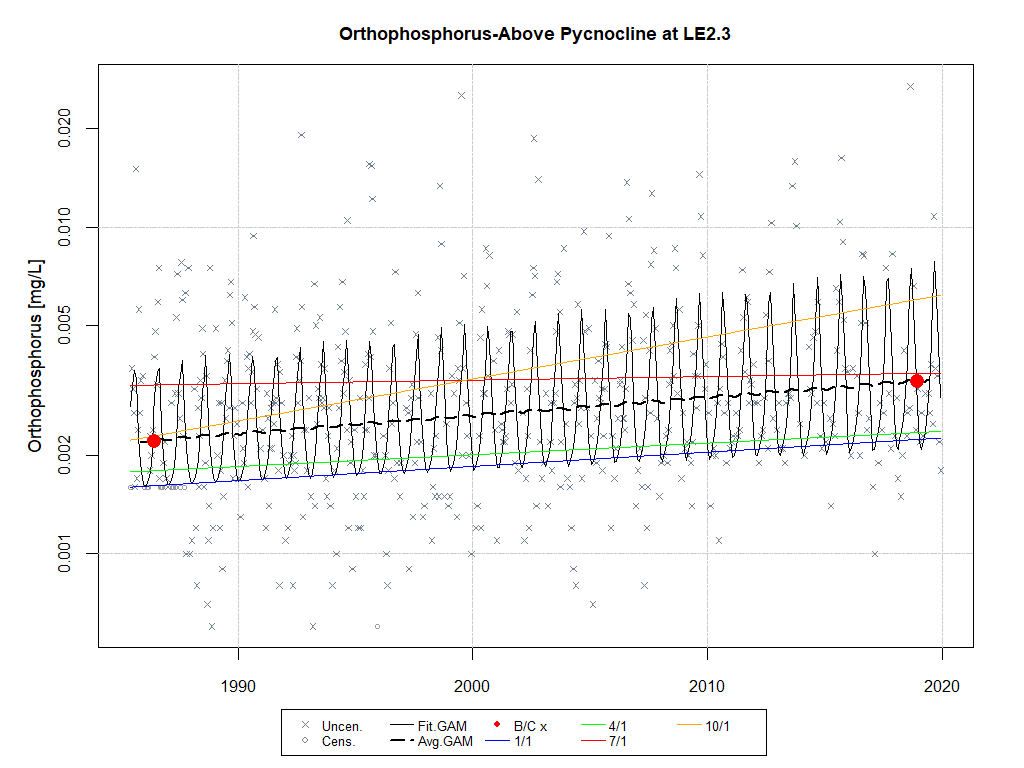 Orthophosphorus-Above Pycnocline at LE2.3
Orthophosphorus [mg/L]
0.020
0.010
0.005
0.002
0.001
1990 2000 2010 2020
Uncen. Fit.GAM B/C x 4/1 10/1
Cens. Avg.GAM 1/1 7/1